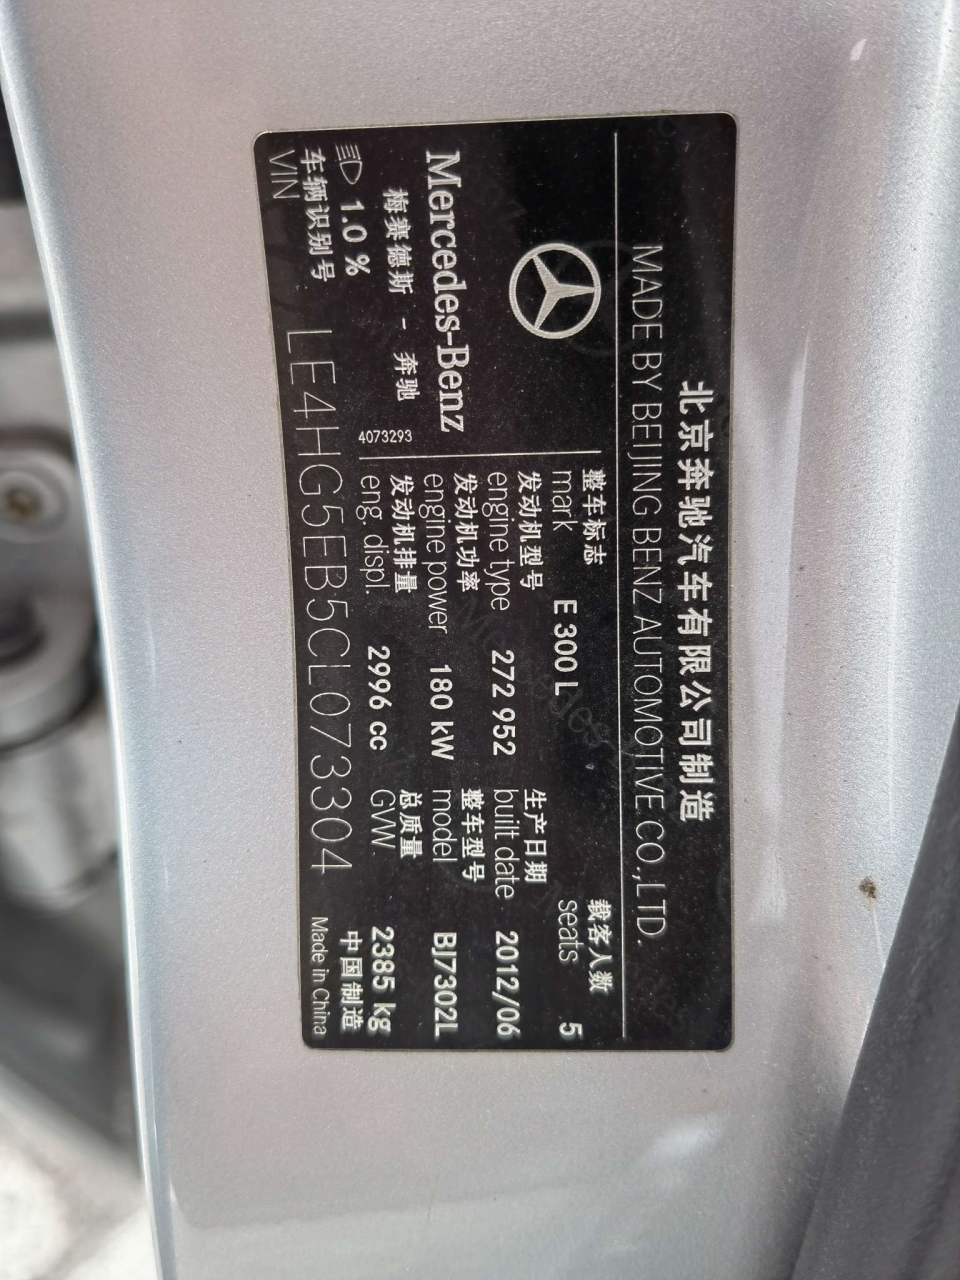 北京奔驰汽车有限公司制造
MADE BY BEIJING BENZ AUTOMOTIVE CO.,LTD.
Mercedes-Benz
梅赛德斯 - 奔驰
1.0 %
4073293
整车标志
mark E 300 L
载客人数
seats 5
发动机型号
engine type 272 952
生产日期
built date 2012/06
发动机功率
engine power 180 kW
整车型号
model BJ7302L
发动机排量
eng. displ. 2996 cc
总质量
GVW. 2385 kg
车辆识别号
VIN LE4HG5EB5CL073304
中国制造
Made in China